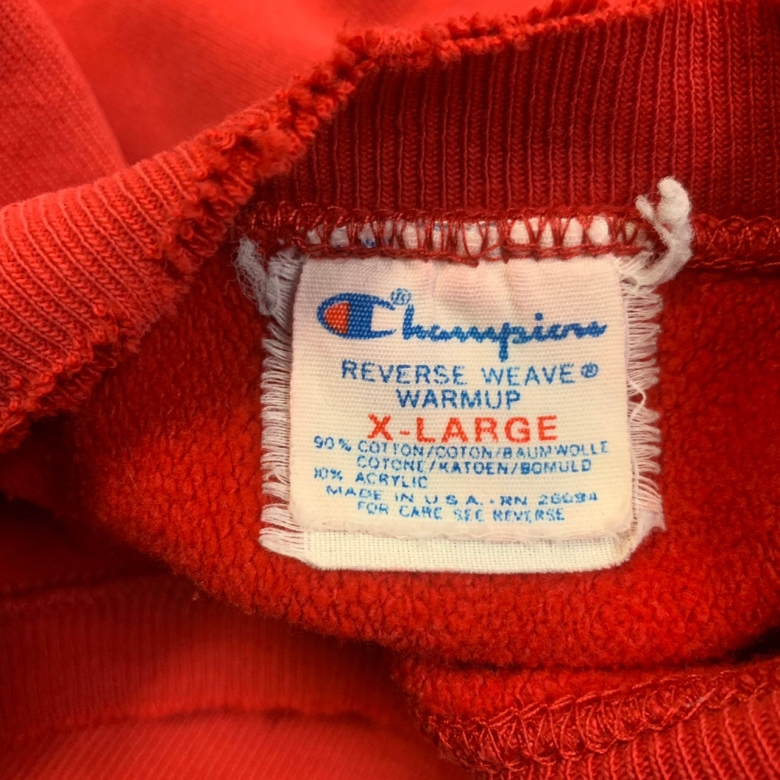 Champion®
REVERSE WEAVE®
WARMUP
X-LARGE
90% COTTON/COTON/BAUMWOLLE
COTONE/KATOEN/BOMULD
10% ACRYLIC
MADE IN U.S.A. - RN 26094
FOR CARE SEE REVERSE